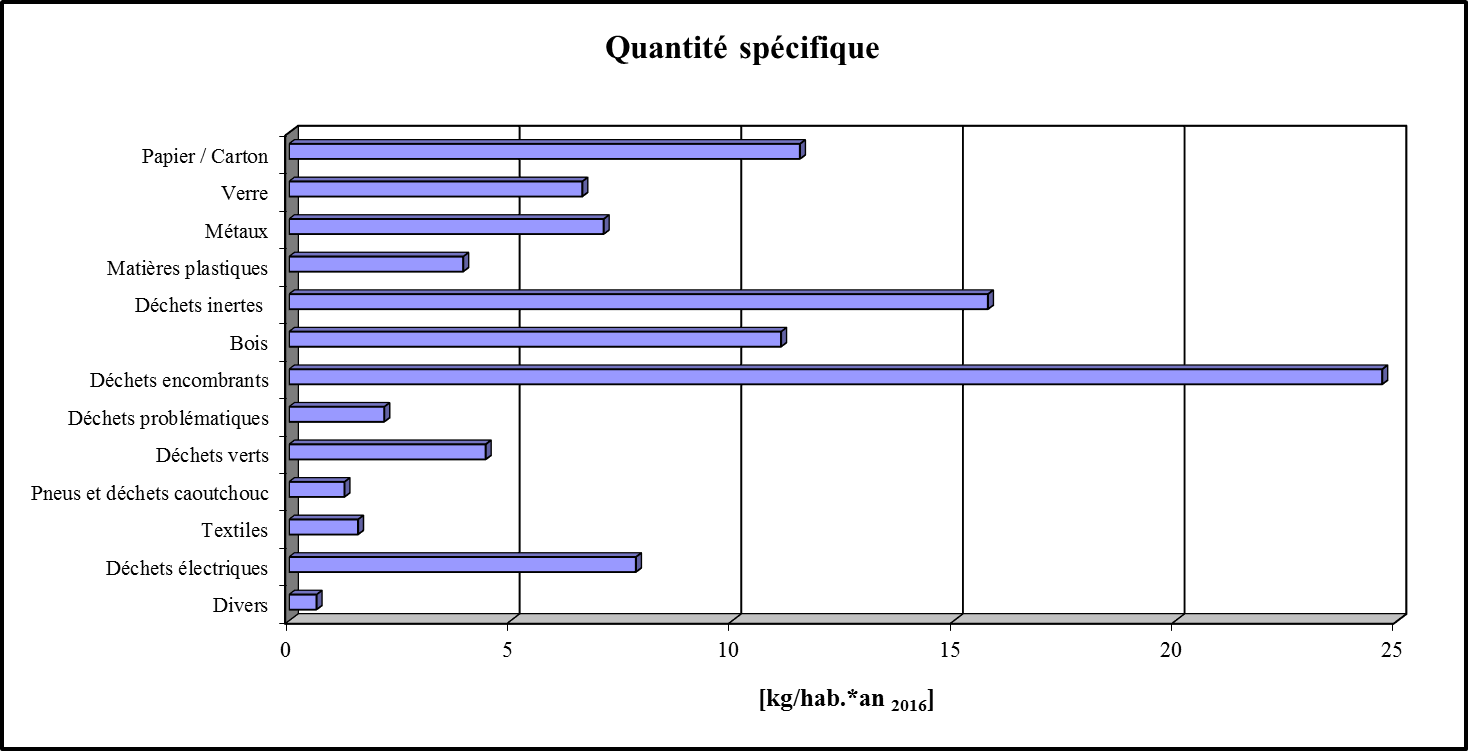 Quantité spécifique
Papier / Carton
Verre
Métaux
Matières plastiques
Déchets inertes
Bois
Déchets encombrants
Déchets problématiques
Déchets verts
Pneus et déchets caoutchouc
Textiles
Déchets électriques
Divers
0 5 10 15 20 25
[kg/hab.*an 2016]